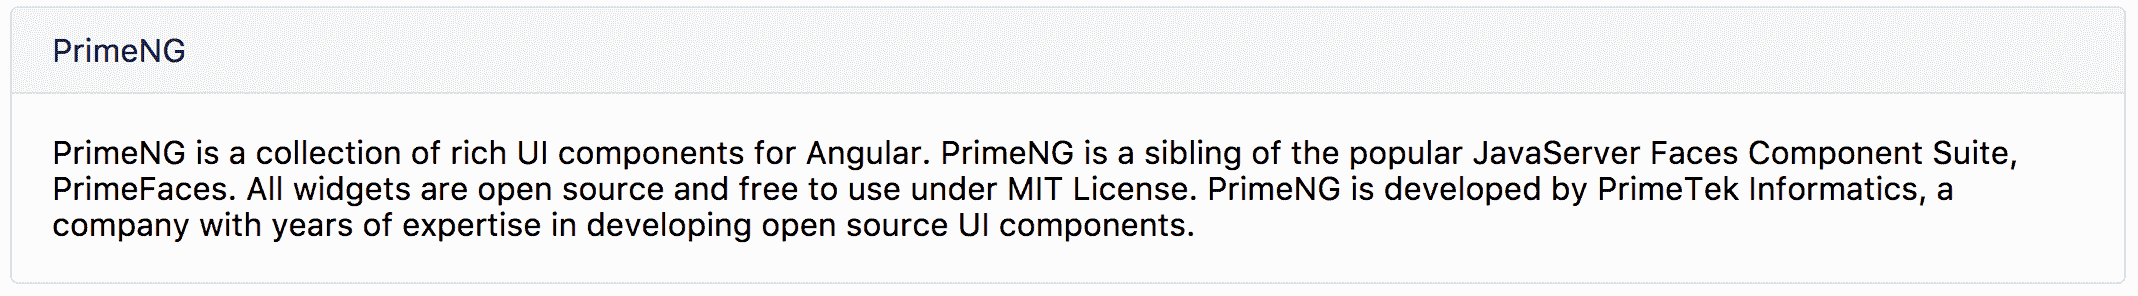 PrimeNG
PrimeNG is a collection of rich UI components for Angular. PrimeNG is a sibling of the popular JavaServer Faces Component Suite,
PrimeFaces. All widgets are open source and free to use under MIT License. PrimeNG is developed by PrimeTek Informatics, a
company with years of expertise in developing open source UI components.